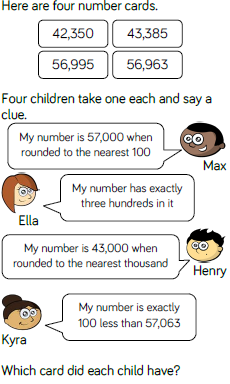 Here are four number cards.
42,350 43,385
56,995 56,963
Four children take one each and say a
clue.
My number is 57,000 when
rounded to the nearest 100
Max
My number has exactly
three hundreds in it
Ella
My number is 43,000 when
rounded to the nearest thousand
Henry
My number is exactly
100 less than 57,063
Kyra
Which card did each child have?